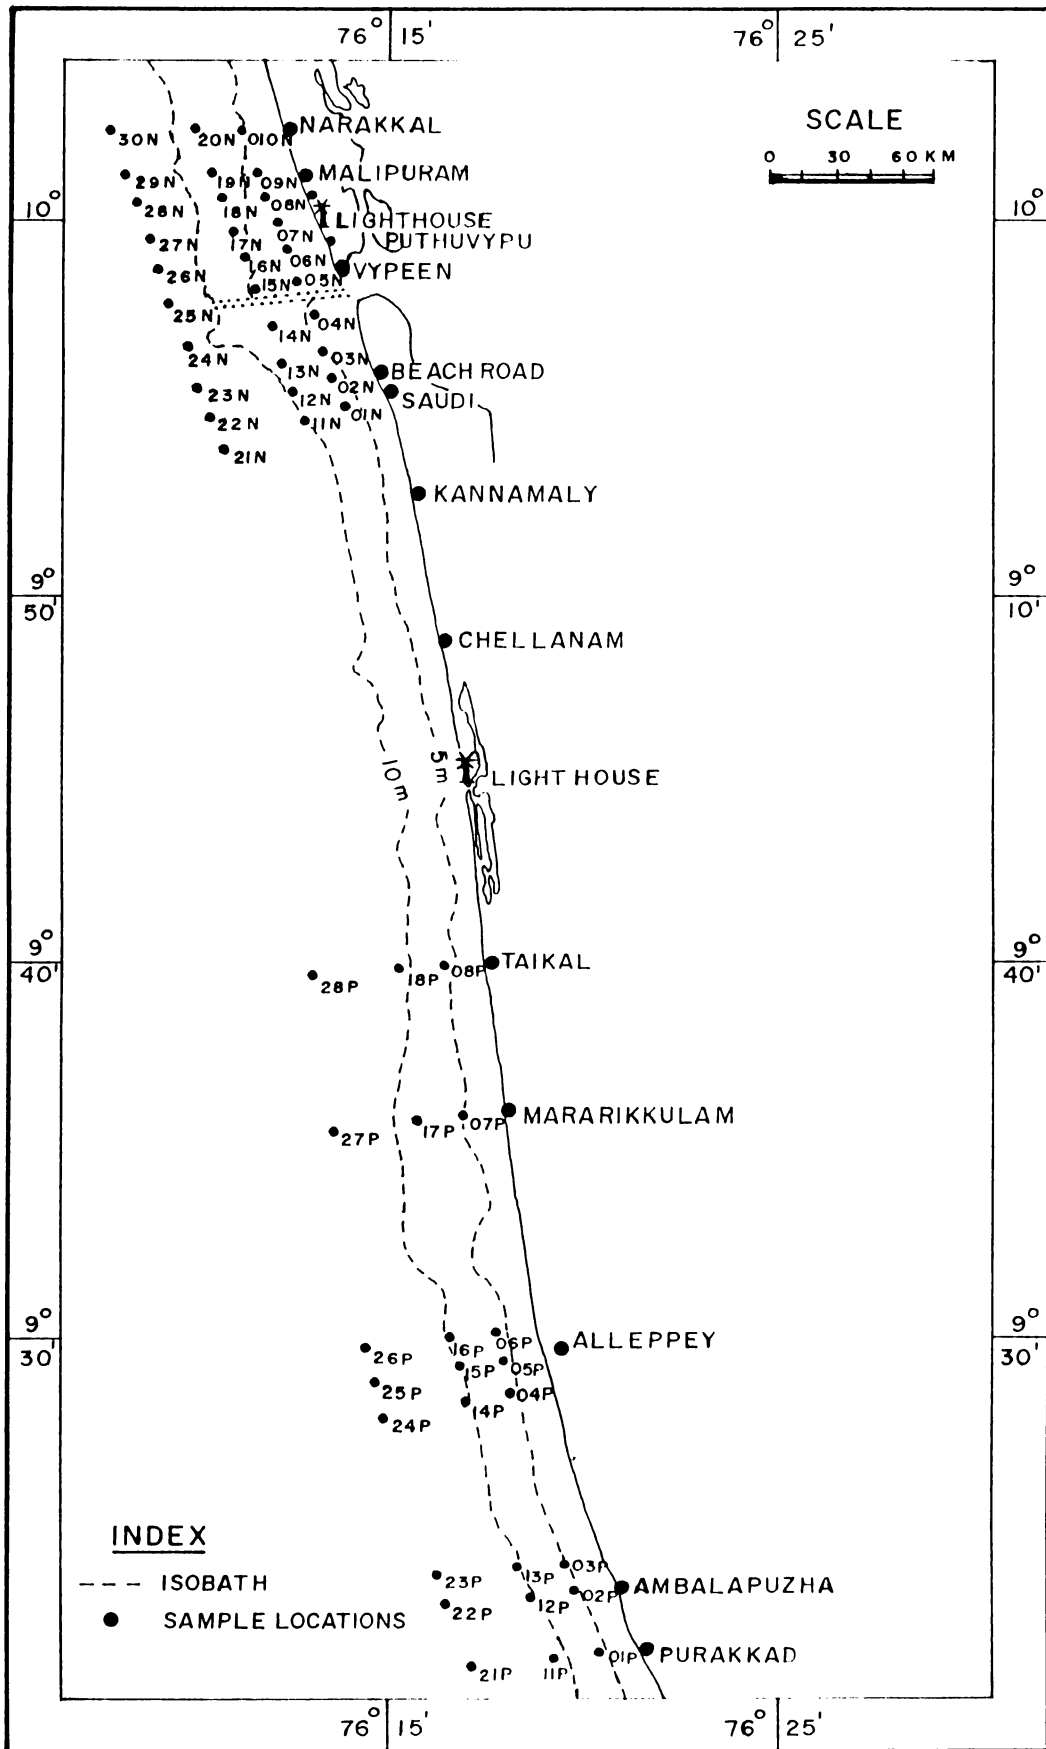 76° 15' 76° 25'
SCALE
0 30 60 KM
30N 20N 010N NARAKKAL
29N 19N 09N MALIPURAM
28N 18N 08N LIGHTHOUSE
10° 10°
27N 17N 07N PUTHUVYPU
26N 16N 06N VYPEEN
25N 15N 05N
14N 04N
24N 13N 03N BEACH ROAD
23N 12N 02N SAUDI
22N 11N 01N
21N
KANNAMALY
9° 9°
50' 10'
CHELLANAM
10m 5m LIGHT HOUSE
9° 9°
40' 40'
28P 18P 08P TAIKAL
27P 17P 07P MARARIKKULAM
9° 9°
30' 30'
26P 16P 06P ALLEPPEY
25P 15P 05P
24P 14P 04P
INDEX
ISOBATH
SAMPLE LOCATIONS
23P 13P 03P AMBALAPUZHA
22P 12P 02P
21P 11P 01P PURAKKAD
76° 15' 76° 25'